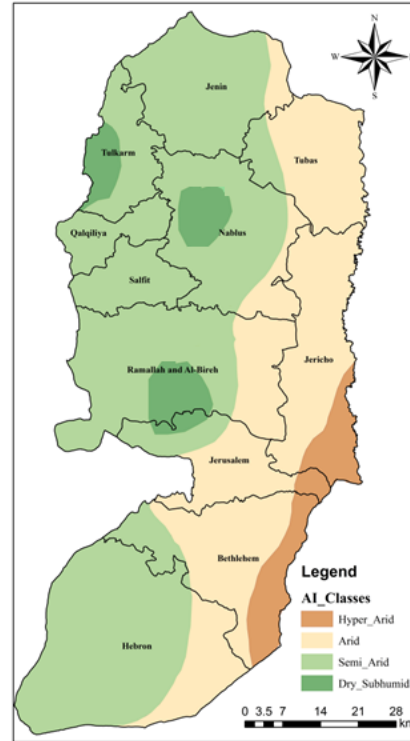 N
W
S
Jenin
Tulkarm
Tubas
Qalqiliya
Nablus
Salfit
Ramallah and Al-Bireh
Jericho
Jerusalem
Bethlehem
Hebron
Legend
AI_Classes
Hyper_Arid
Arid
Semi_Arid
Dry_Subhumid
0 3.5 7 14 21 28